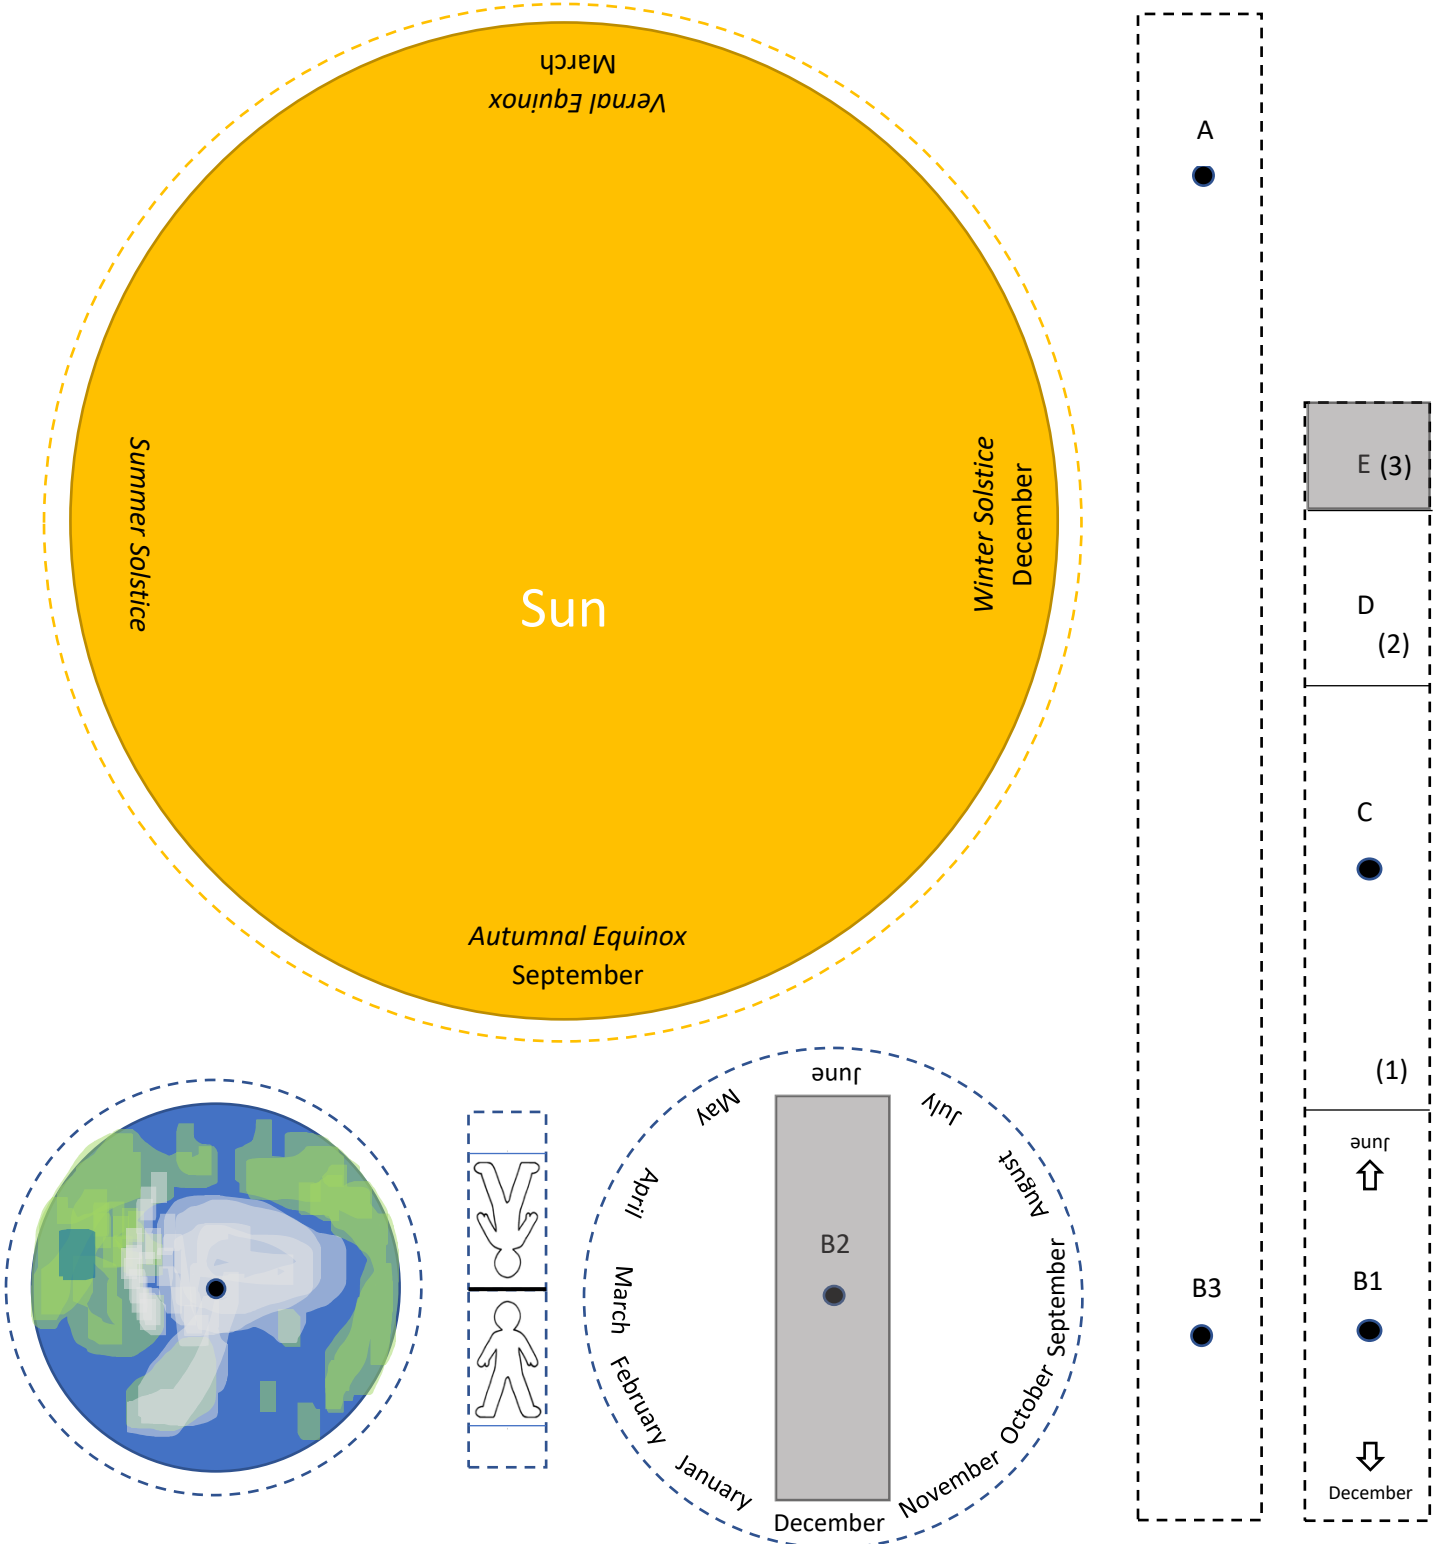 March
Vernal Equinox
Summer Solstice
Winter Solstice
December
Sun
Autumnal Equinox
September
A
E (3)
D
(2)
C
(1)
June
B1
December
B3
June
May
July
April
August
B2
March
September
February
October
January
November
December